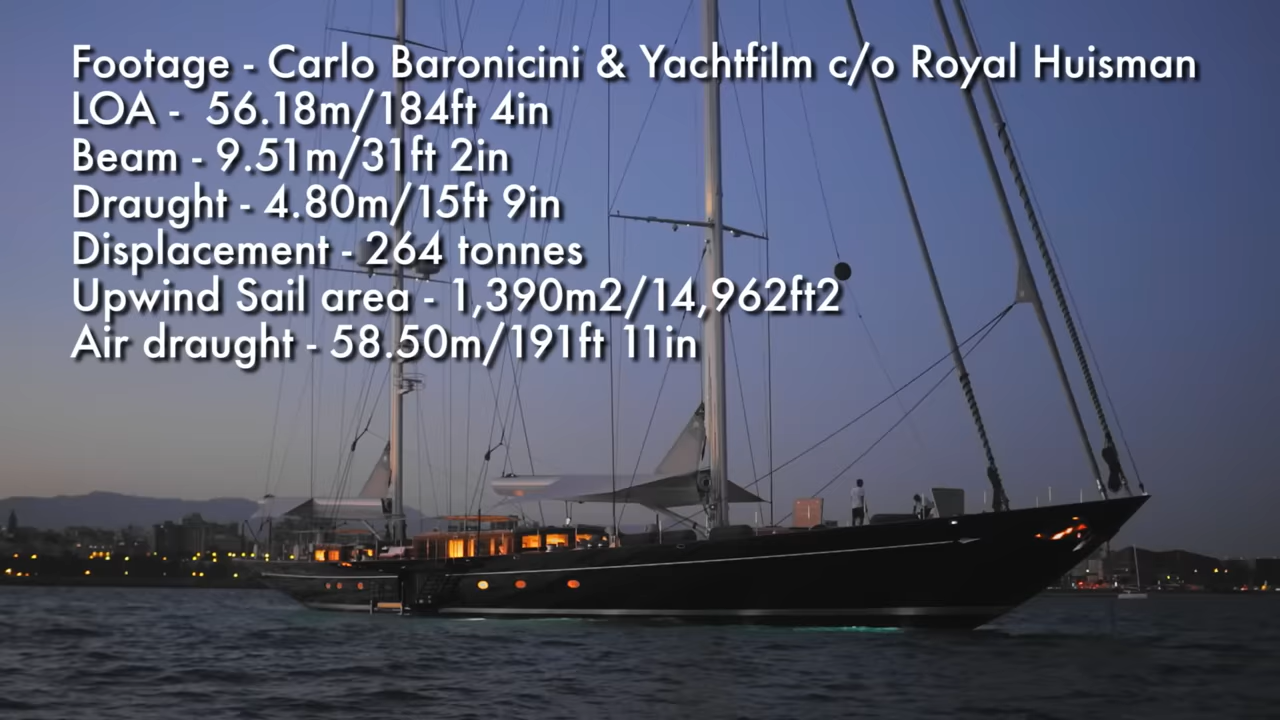 Footage - Carlo Baronicini & Yachtfilm c/o Royal Huisman
LOA -  56.18m/184ft 4in
Beam - 9.51m/31ft 2in
Draught - 4.80m/15ft 9in
Displacement - 264 tonnes
Upwind Sail area - 1,390m2/14,962ft2
Air draught - 58.50m/191ft 11in